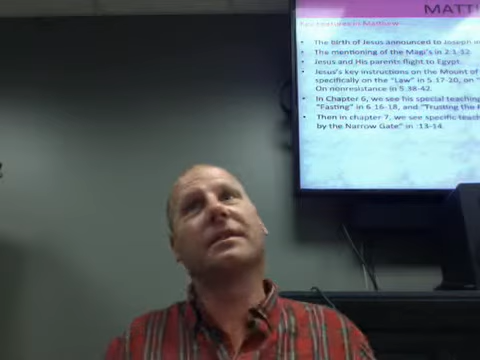 MATT
Key Features in Matthew
• The birth of Jesus announced to Joseph
• The mentioning of the Magi's in 2:1-12
• Jesus and His parents flight to Egypt.
• Jesus's key instructions on the Mount of
specifically on the "Law" in 5.17-20, on "
On nonresistance in 5.38-42.
• In Chapter 6, we see his special teaching
"Fasting" in 6.16-18, and "Trusting the
• Then in chapter 7, we see specific teach
by the Narrow Gate" in :13-14.